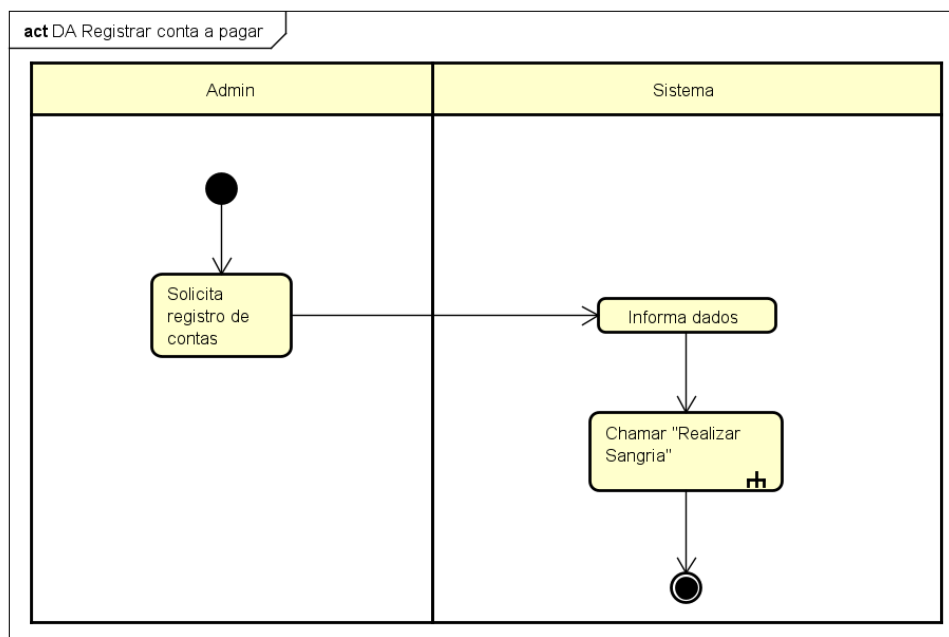 act DA Registrar conta a pagar
Admin
Sistema
Solicita
registro de
contas
Informa dados
Chamar "Realizar
Sangria"